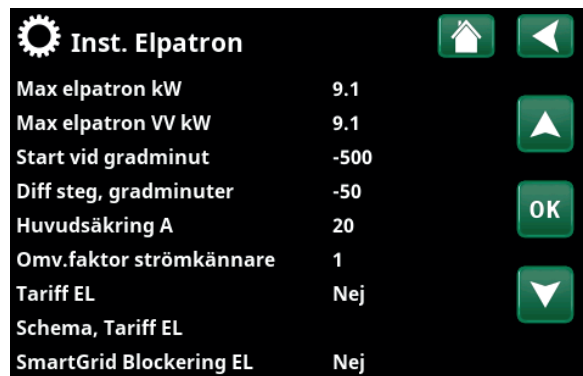 Inst. Elpatron
Max elpatron kW 9.1
Max elpatron VV kW 9.1
Start vid gradminut -500
Diff steg, gradminuter -50
Huvudsäkring A 20
Omv.faktor strömkännare 1
Tariff EL Nej
Schema, Tariff EL
SmartGrid Blockering EL Nej
OK